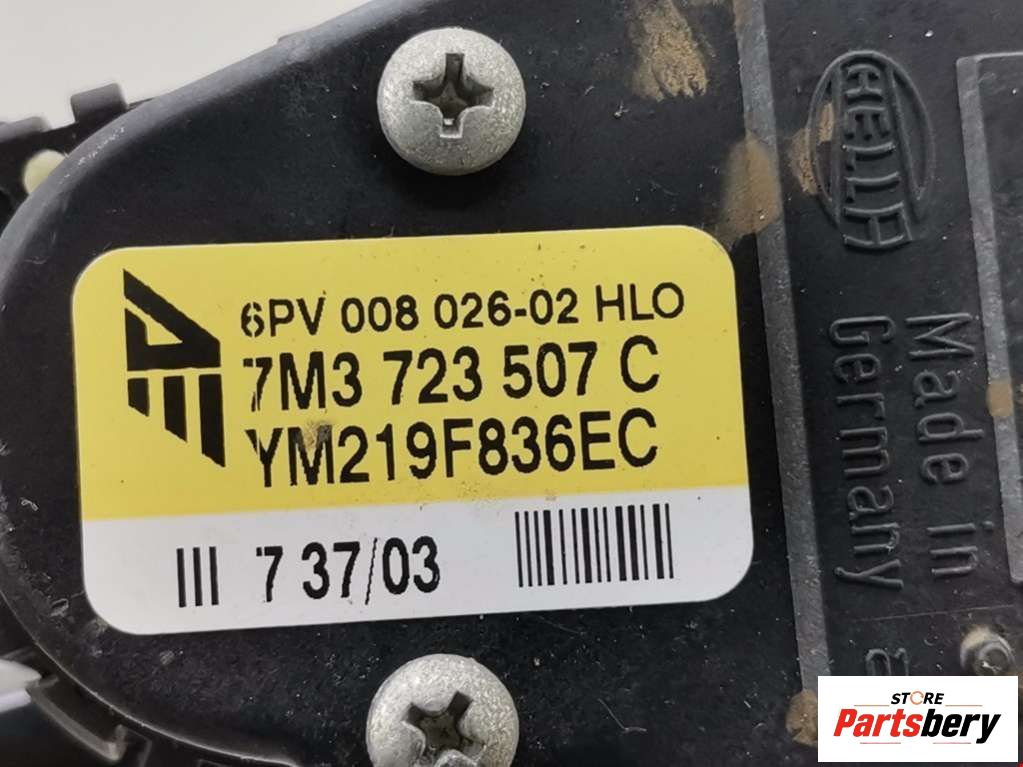 6PV 008 026-02 HLO
7M3 723 507 C
YM219F836EC
7 37/03
HELLA
Made in
Germany
STORE
Partsbery